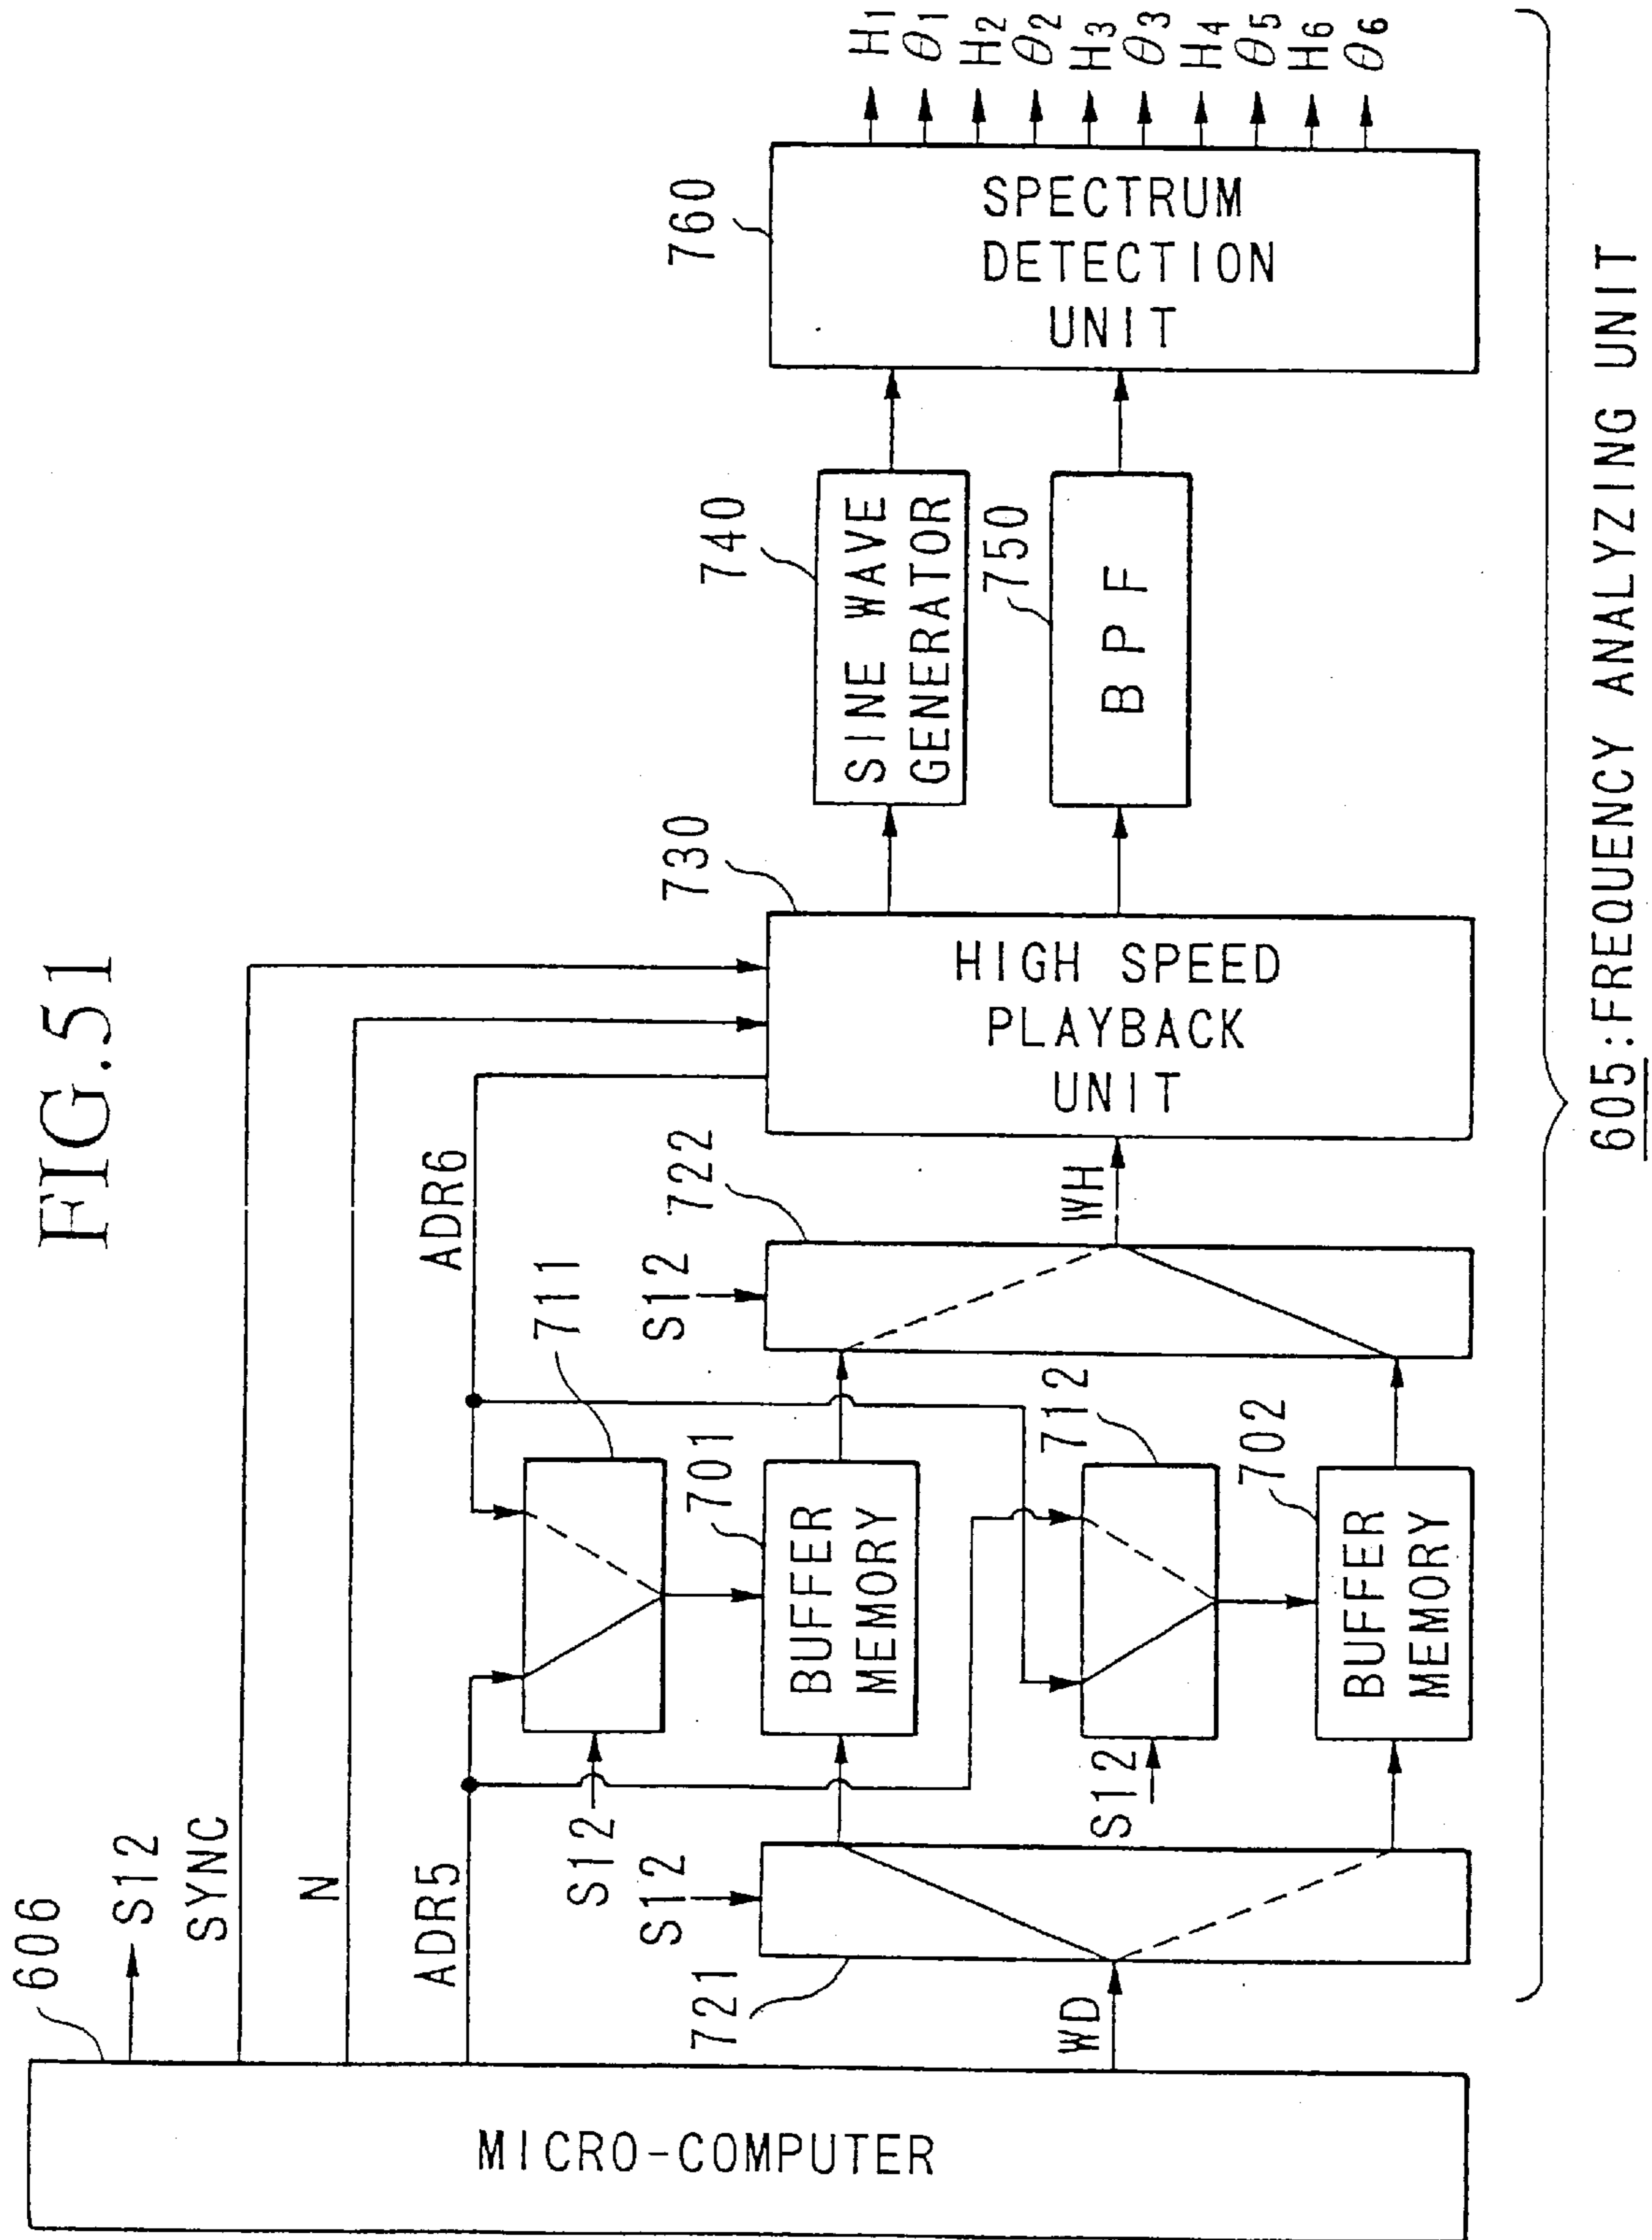 FIG.51
606
S12
SYNC
N
ADR5
ADR6
MICRO-COMPUTER
WD
721
S12
S12
711
701
BUFFER
MEMORY
S12
712
702
BUFFER
MEMORY
S12
722
WH
730
HIGH SPEED
PLAYBACK
UNIT
740
SINE WAVE
GENERATOR
750
BPF
760
SPECTRUM
DETECTION
UNIT
H1
θ1
H2
θ2
H3
θ3
H4
θ5
H6
θ6
605:FREQUENCY ANALYZING UNIT